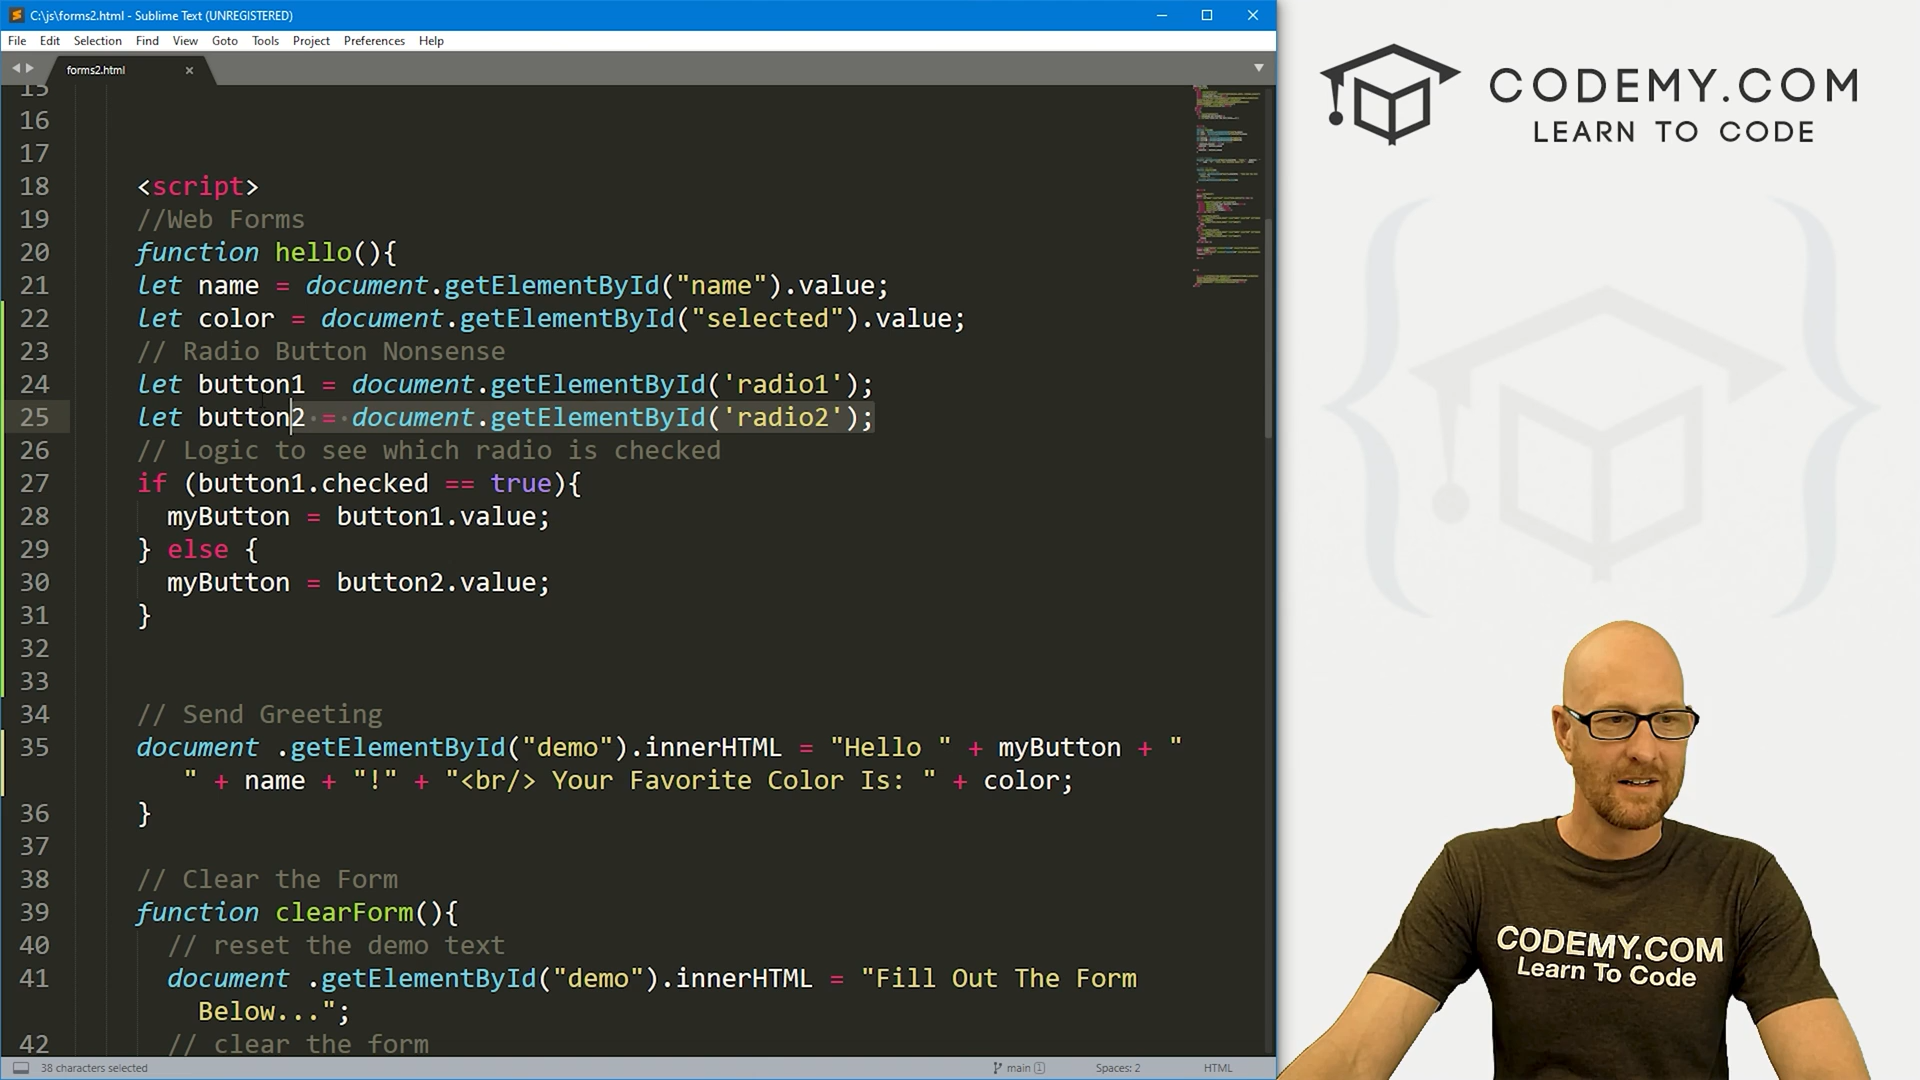 C:\js\forms2.html - Sublime Text (UNREGISTERED)
File Edit Selection Find View Goto Tools Project Preferences Help
forms2.html
15
16
17
18 <script>
19 //Web Forms
20 function hello(){
21 let name = document.getElementById("name").value;
22 let color = document.getElementById("selected").value;
23 // Radio Button Nonsense
24 let button1 = document.getElementById('radio1');
25 let button2 = document.getElementById('radio2');
26 // Logic to see which radio is checked
27 if (button1.checked == true){
28 myButton = button1.value;
29 } else {
30 myButton = button2.value;
31 }
32
33
34 // Send Greeting
35 document .getElementById("demo").innerHTML = "Hello " + myButton + "
" + name + "!" + "<br/> Your Favorite Color Is: " + color;
36 }
37
38 // Clear the Form
39 function clearForm(){
40 // reset the demo text
41 document .getElementById("demo").innerHTML = "Fill Out The Form
Below...";
42 // clear the form
38 characters selected
main 1
Spaces: 2
HTML
CODEMY.COM
LEARN TO CODE
CODEMY.COM
Learn To Code